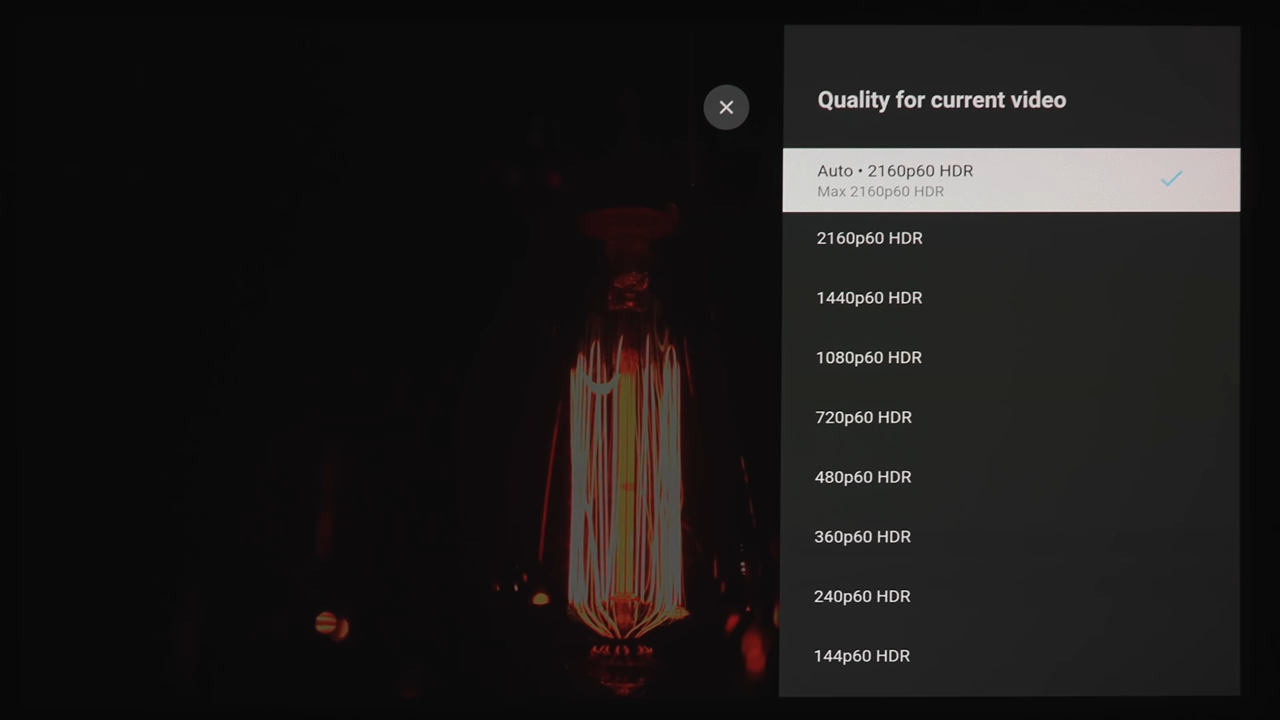 Quality for current video
Auto • 2160p60 HDR
Max 2160p60 HDR
2160p60 HDR
1440p60 HDR
1080p60 HDR
720p60 HDR
480p60 HDR
360p60 HDR
240p60 HDR
144p60 HDR